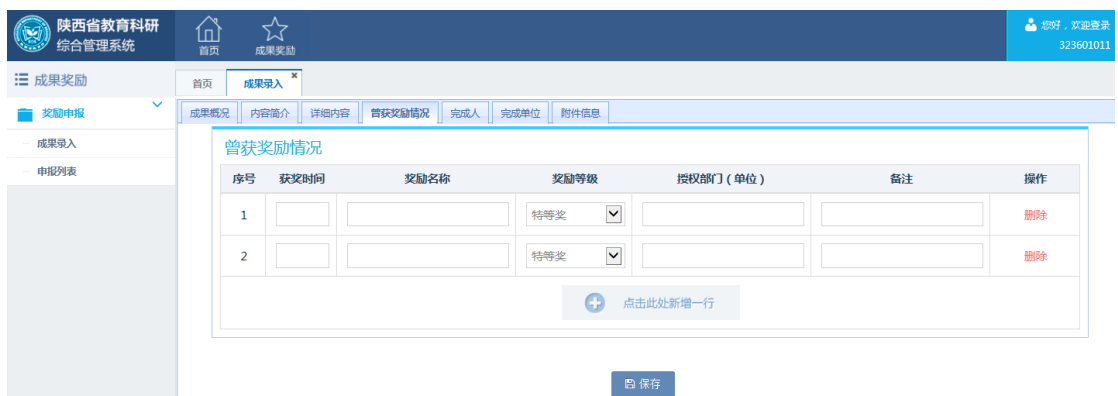 陕西省教育科研
综合管理系统
首页
成果奖励
您好，欢迎登录
323601011
成果奖励
首页
成果录入
奖励申报
成果录入
申报列表
成果概况 内容简介 详细内容 曾获奖励情况 完成人 完成单位 附件信息
曾获奖励情况
序号 获奖时间 奖励名称 奖励等级 授权部门（单位） 备注 操作
1 特等奖 删除
2 特等奖 删除
点击此处新增一行
保存